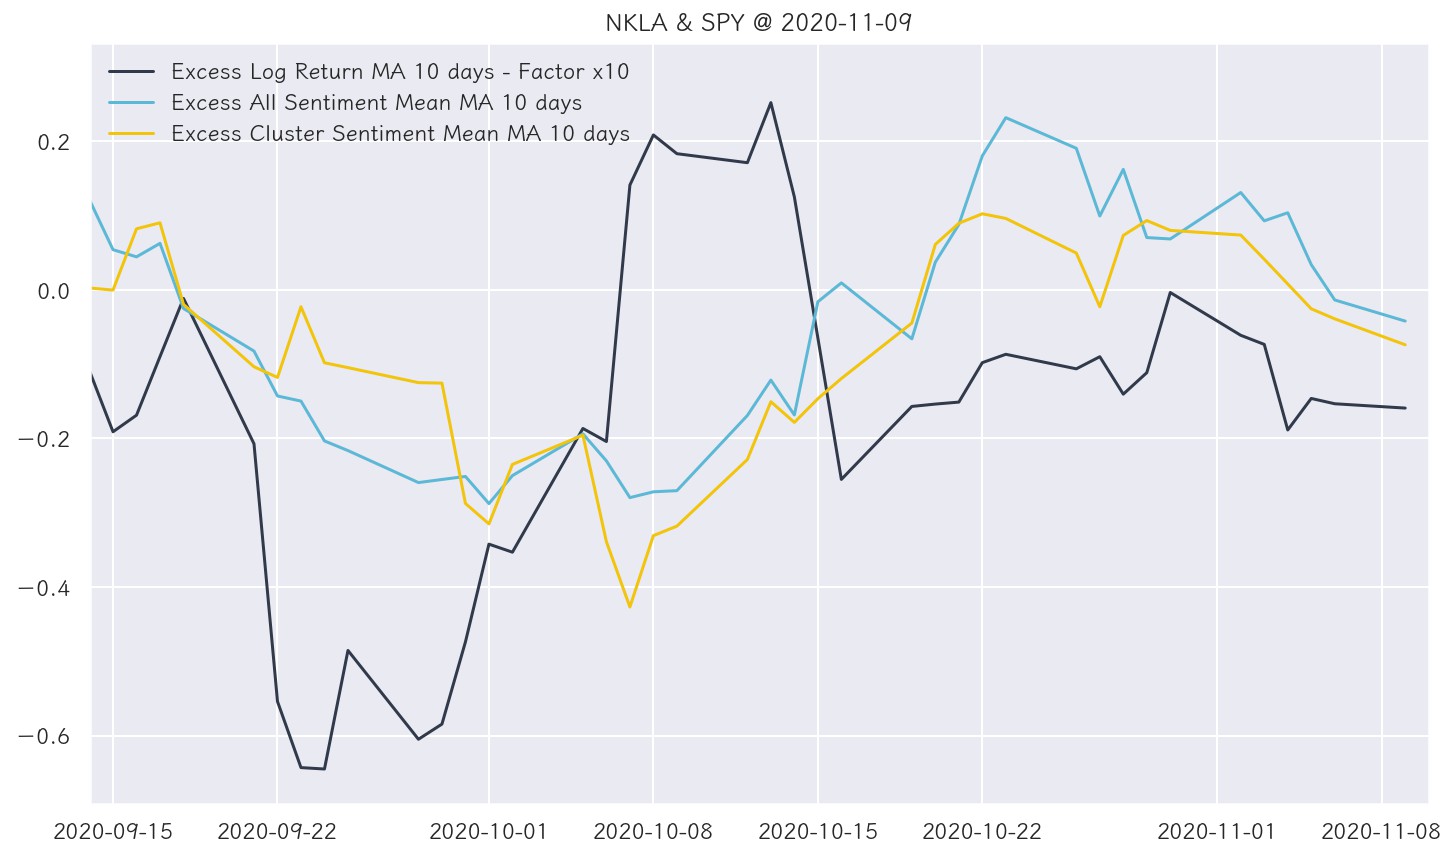 NKLA & SPY @ 2020-11-09
Excess Log Return MA 10 days - Factor x10
Excess All Sentiment Mean MA 10 days
Excess Cluster Sentiment Mean MA 10 days
0.2
0.0
−0.2
−0.4
−0.6
2020-09-15 2020-09-22 2020-10-01 2020-10-08 2020-10-15 2020-10-22 2020-11-01 2020-11-08